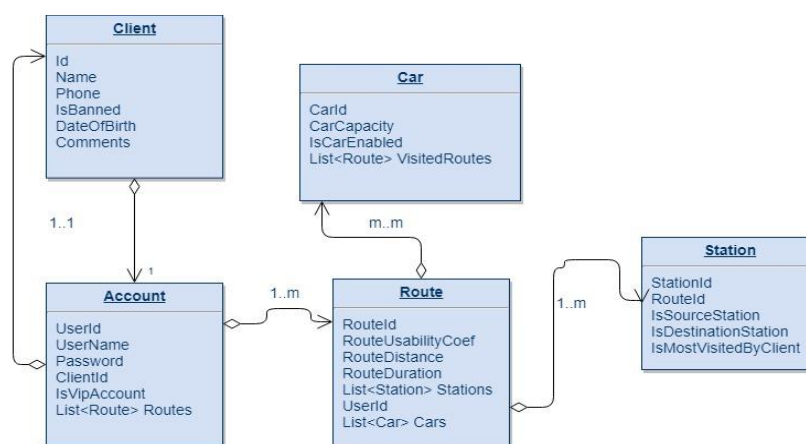 Client
Id
Name
Phone
IsBanned
DateOfBirth
Comments
Car
CarId
CarCapacity
IsCarEnabled
List<Route> VisitedRoutes
1..1
1
m..m
Station
StationId
RouteId
IsSourceStation
IsDestinationStation
IsMostVisitedByClient
Account
UserId
UserName
Password
ClientId
IsVipAccount
List<Route> Routes
1..m
Route
RouteId
RouteUsabilityCoef
RouteDistance
RouteDuration
List<Station> Stations
UserId
List<Car> Cars
1..m